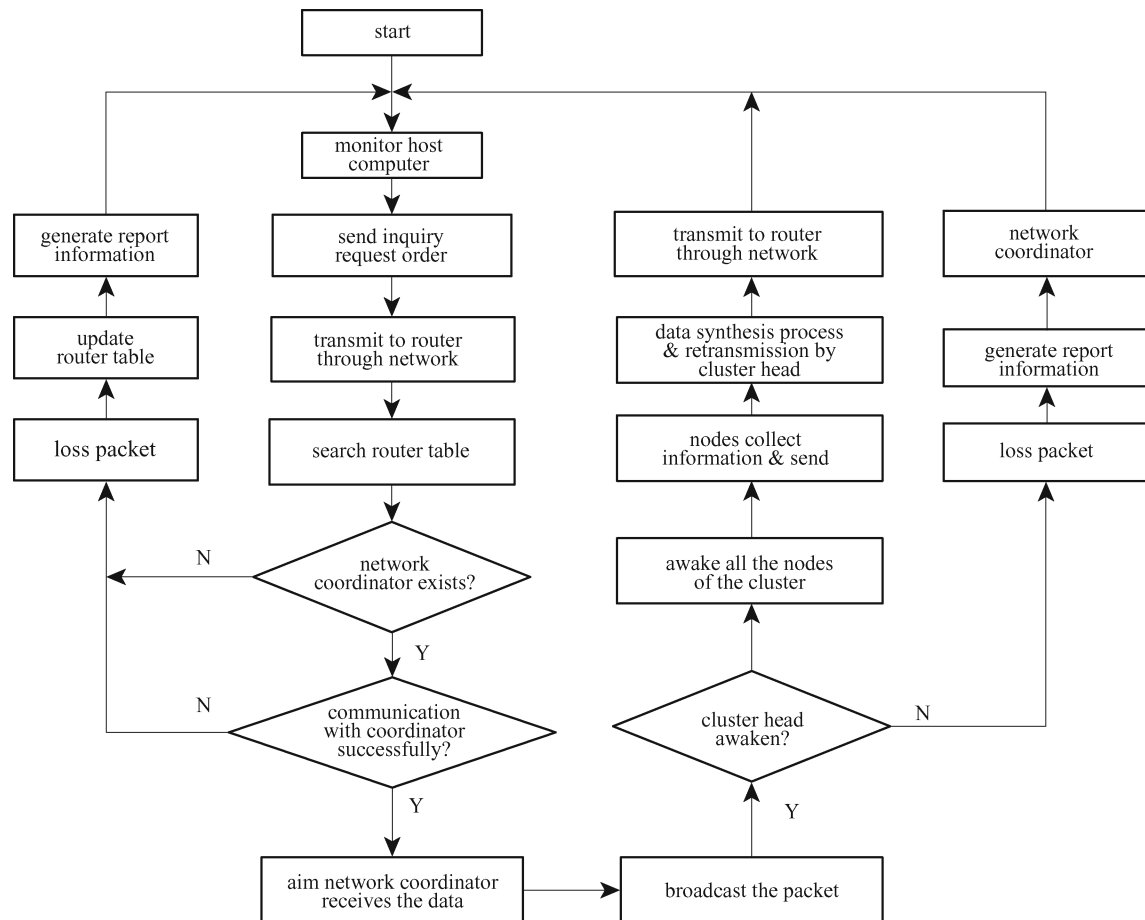 start
monitor host
computer
send inquiry
request order
transmit to router
through network
search router table
network
coordinator exists?
N
Y
communication
with coordinator
successfully?
N
Y
loss packet
update
router table
generate report
information
aim network coordinator
receives the data
broadcast the packet
Y
cluster head
awaken?
N
awake all the nodes
of the cluster
nodes collect
information & send
data synthesis process
& retransmission by
cluster head
transmit to router
through network
loss packet
generate report
information
network
coordinator